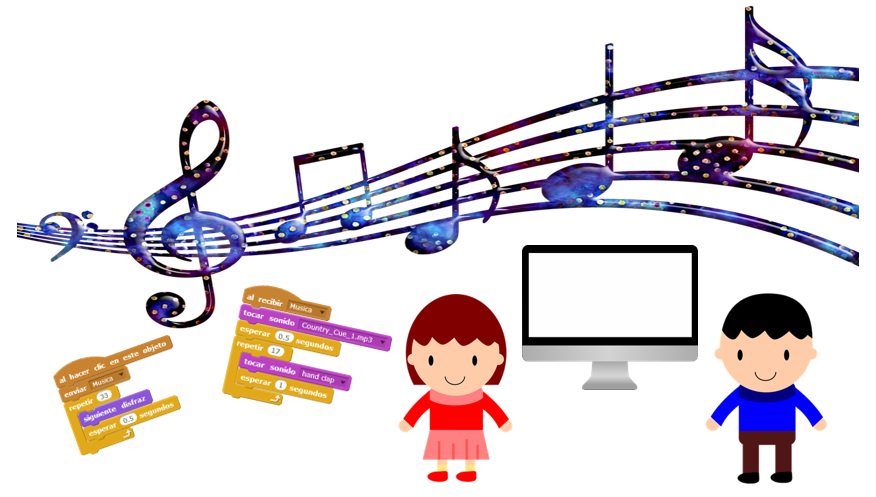 al hacer clic en este objeto
enviar Musica
repetir 33
siguiente disfraz
esperar 0.5 segundos
al recibir Musica
tocar sonido Country_Cue_1.mp3
esperar 0.5 segundos
repetir 17
tocar sonido hand clap
esperar 1 segundos